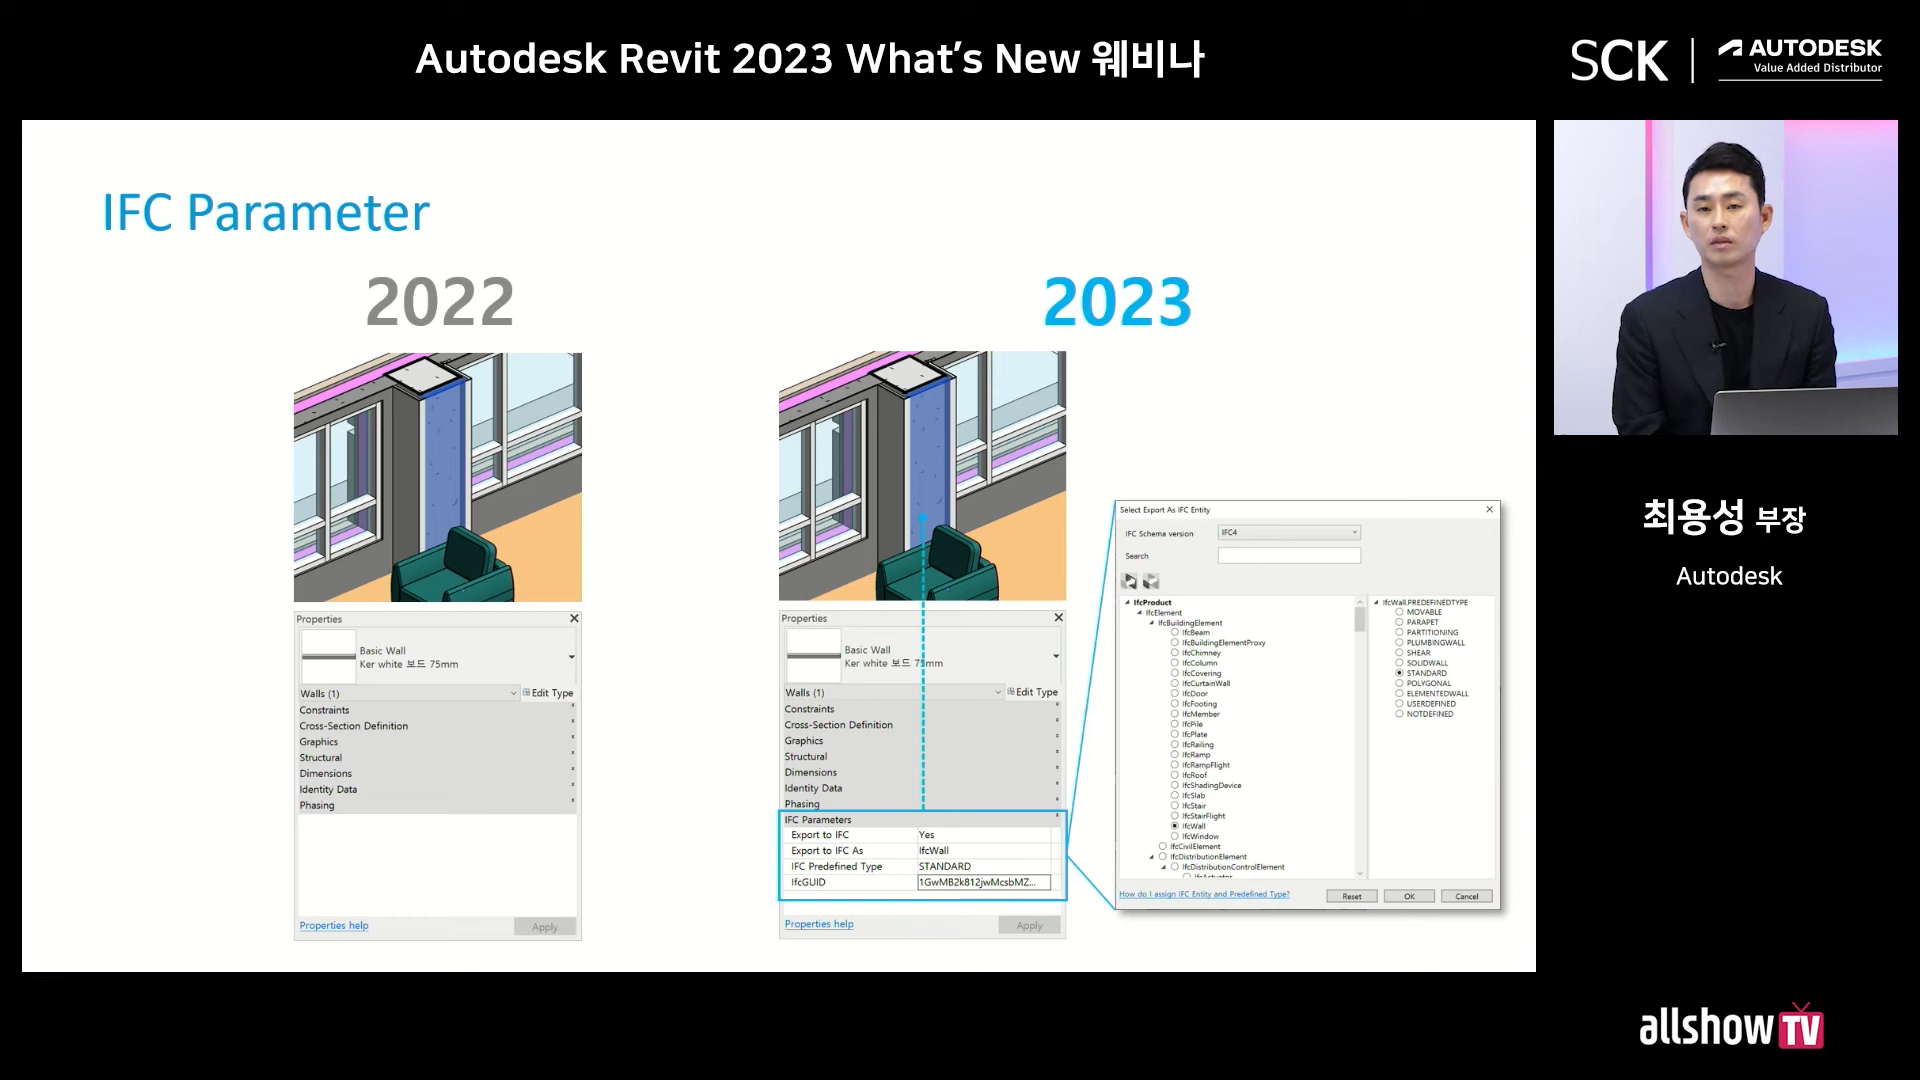 Autodesk Revit 2023 What's New 웨비나
SCK
AUTODESK
Value Added Distributor
IFC Parameter
2022
2023
Properties
Basic Wall
Ker white 보드 75mm
Walls (1)
Edit Type
Constraints
Cross-Section Definition
Graphics
Structural
Dimensions
Identity Data
Phasing
Properties help
Apply
Properties
Basic Wall
Ker white 보드 75mm
Walls (1)
Edit Type
Constraints
Cross-Section Definition
Graphics
Structural
Dimensions
Identity Data
Phasing
IFC Parameters
Export to IFC Yes
Export to IFC As IfcWall
IFC Predefined Type STANDARD
IfcGUID 1GwMB2k812jwMcsbMZ...
Properties help
Apply
Select Export As IFC Entity
IFC Schema version IFC4
Search
IfcProduct
IfcElement
IfcBuildingElement
IfcBeam
IfcBuildingElementProxy
IfcChimney
IfcColumn
IfcCovering
IfcCurtainWall
IfcDoor
IfcFooting
IfcMember
IfcPile
IfcPlate
IfcRailing
IfcRamp
IfcRampFlight
IfcRoof
IfcShadingDevice
IfcSlab
IfcStair
IfcStairFlight
IfcWall
IfcWindow
IfcCivilElement
IfcDistributionElement
IfcDistributionControlElement
IfcActuator
IfcWall.PREDEFINEDTYPE
MOVABLE
PARAPET
PARTITIONING
PLUMBINGWALL
SHEAR
SOLIDWALL
STANDARD
POLYGONAL
ELEMENTEDWALL
USERDEFINED
NOTDEFINED
How do I assign IFC Entity and Predefined Type?
Reset
OK
Cancel
최용성 부장
Autodesk
allshow TV